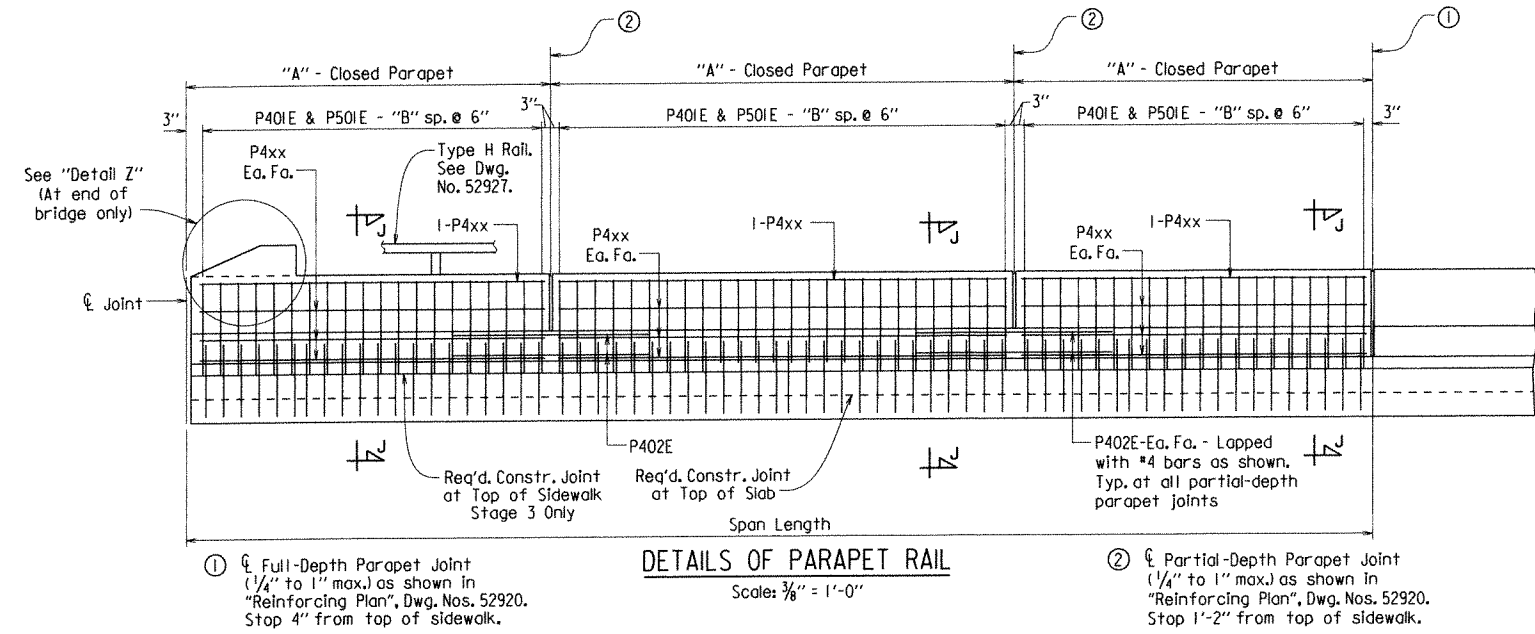 ②
②
①
"A" - Closed Parapet
"A" - Closed Parapet
"A" - Closed Parapet
3"
P401E & P501E - "B" sp. @ 6"
3"
P401E & P501E - "B" sp. @ 6"
3"
P401E & P501E - "B" sp. @ 6"
3"
See "Detail Z"
(At end of
bridge only)
P4xx
Ea. Fa.
Type H Rail.
See Dwg.
No. 52927.
J
1-P4xx
P4xx
Ea. Fa.
1-P4xx
J
P4xx
Ea. Fa.
1-P4xx
J
℄ Joint
J
Req'd. Constr. Joint
at Top of Sidewalk
Stage 3 Only
P402E
Req'd. Constr. Joint
at Top of Slab
J
P402E-Ea. Fa. - Lapped
with #4 bars as shown.
Typ. at all partial-depth
parapet joints
J
Span Length
① ℄ Full-Depth Parapet Joint
(1/4" to 1" max.) as shown in
"Reinforcing Plan", Dwg. Nos. 52920.
Stop 4" from top of sidewalk.
DETAILS OF PARAPET RAIL
Scale: 3/8" = 1'-0"
② ℄ Partial-Depth Parapet Joint
(1/4" to 1" max.) as shown in
"Reinforcing Plan", Dwg. Nos. 52920.
Stop 1'-2" from top of sidewalk.